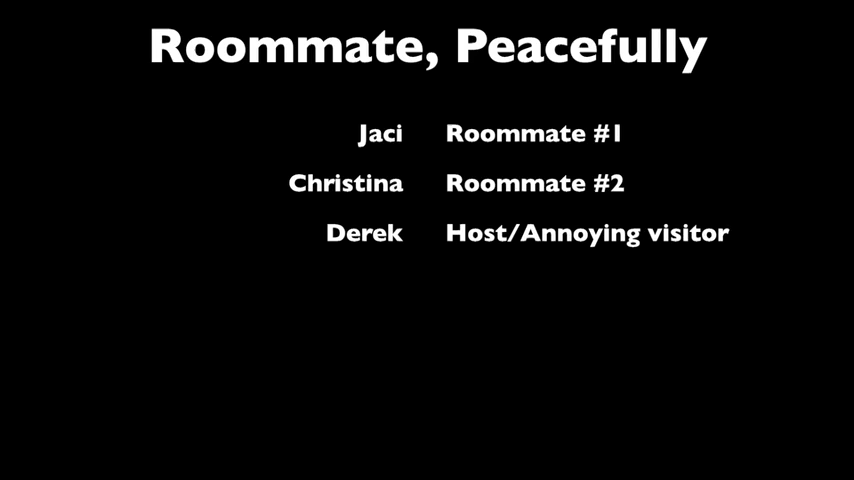 Roommate, Peacefully
Jaci Roommate #1
Christina Roommate #2
Derek Host/Annoying visitor